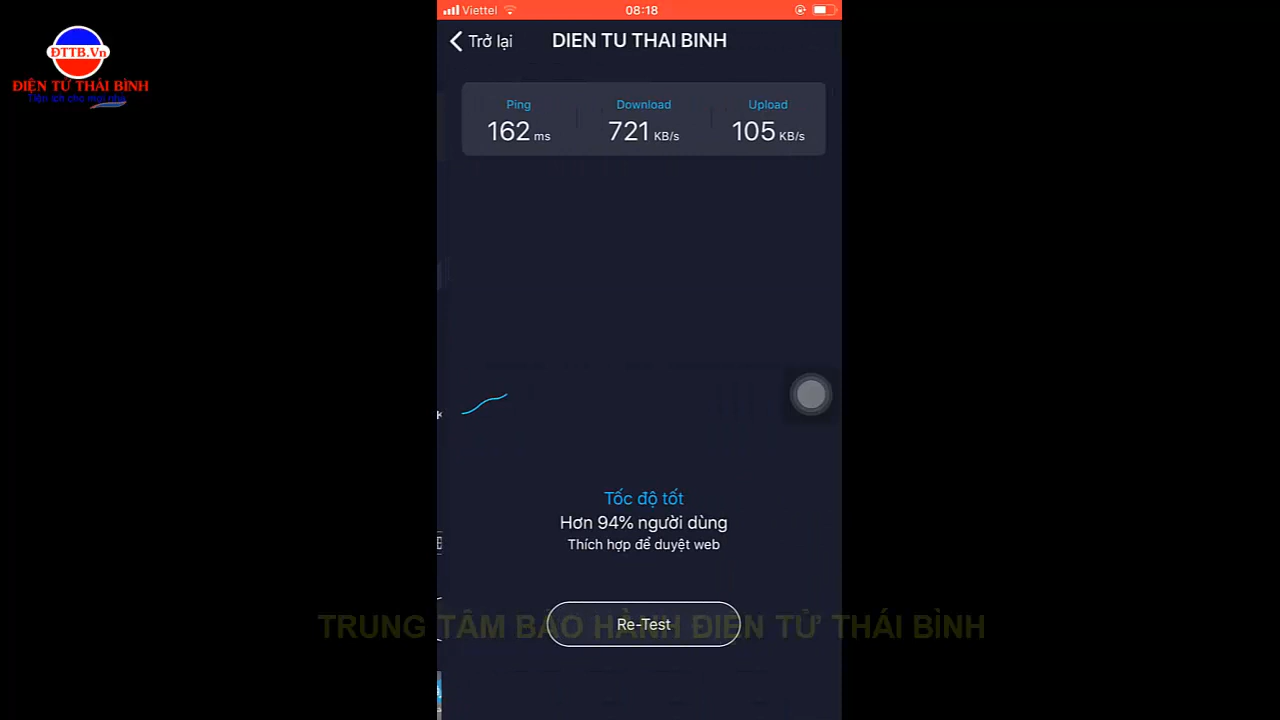 ĐTTB.Vn
ĐIỆN TỬ THÁI BÌNH
Viettel
08:18
Trở lại
DIEN TU THAI BINH
Ping
Download
Upload
162 ms
721 KB/s
105 KB/s
Tốc độ tốt
Hơn 94% người dùng
Thích hợp để duyệt web
Re-Test
TRUNG TÂM BẢO HÀNH ĐIỆN TỬ THÁI BÌNH